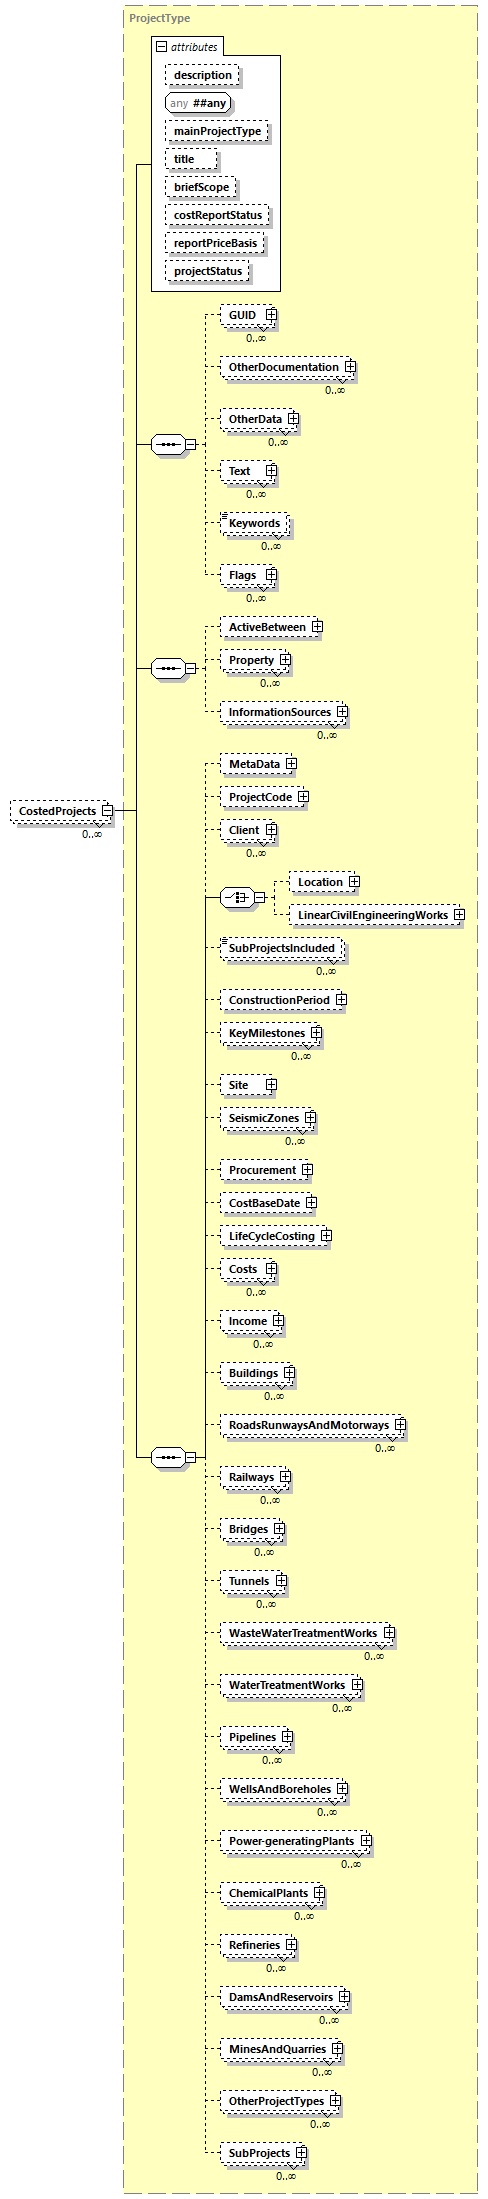 ProjectType
attributes
description
any ##any
mainProjectType
title
briefScope
costReportStatus
reportPriceBasis
projectStatus
GUID
0..∞
OtherDocumentation
0..∞
OtherData
0..∞
Text
0..∞
Keywords
0..∞
Flags
0..∞
ActiveBetween
Property
0..∞
InformationSources
0..∞
MetaData
ProjectCode
CostedProjects
0..∞
Client
0..∞
Location
LinearCivilEngineeringWorks
SubProjectsIncluded
0..∞
ConstructionPeriod
KeyMilestones
0..∞
Site
SeismicZones
0..∞
Procurement
CostBaseDate
LifeCycleCosting
Costs
0..∞
Income
0..∞
Buildings
0..∞
RoadsRunwaysAndMotorways
0..∞
Railways
0..∞
Bridges
0..∞
Tunnels
0..∞
WasteWaterTreatmentWorks
0..∞
WaterTreatmentWorks
0..∞
Pipelines
0..∞
WellsAndBoreholes
0..∞
Power-generatingPlants
0..∞
ChemicalPlants
0..∞
Refineries
0..∞
DamsAndReservoirs
0..∞
MinesAndQuarries
0..∞
OtherProjectTypes
0..∞
SubProjects
0..∞